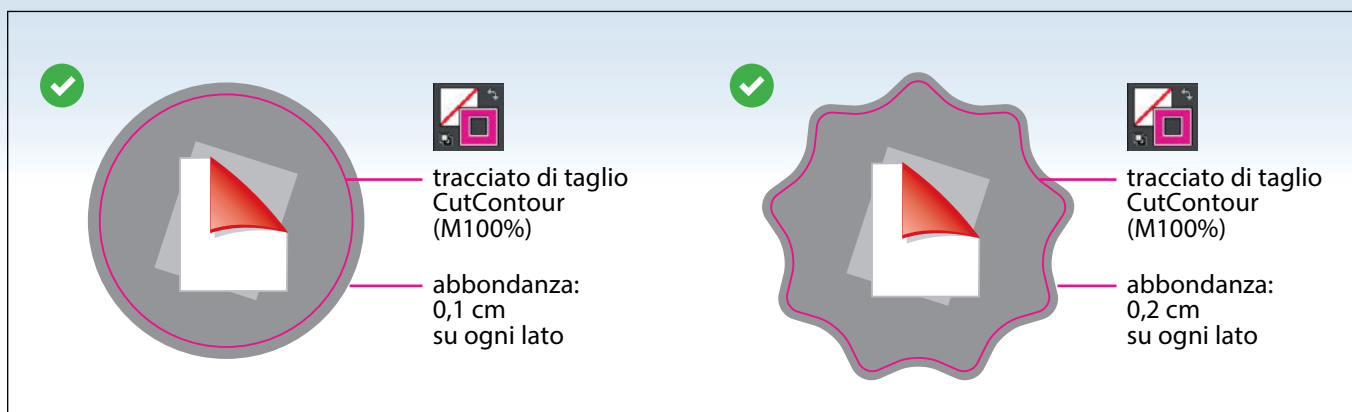 tracciato di taglio
CutContour
(M100%)
abbondanza:
0,1 cm
su ogni lato
tracciato di taglio
CutContour
(M100%)
abbondanza:
0,2 cm
su ogni lato